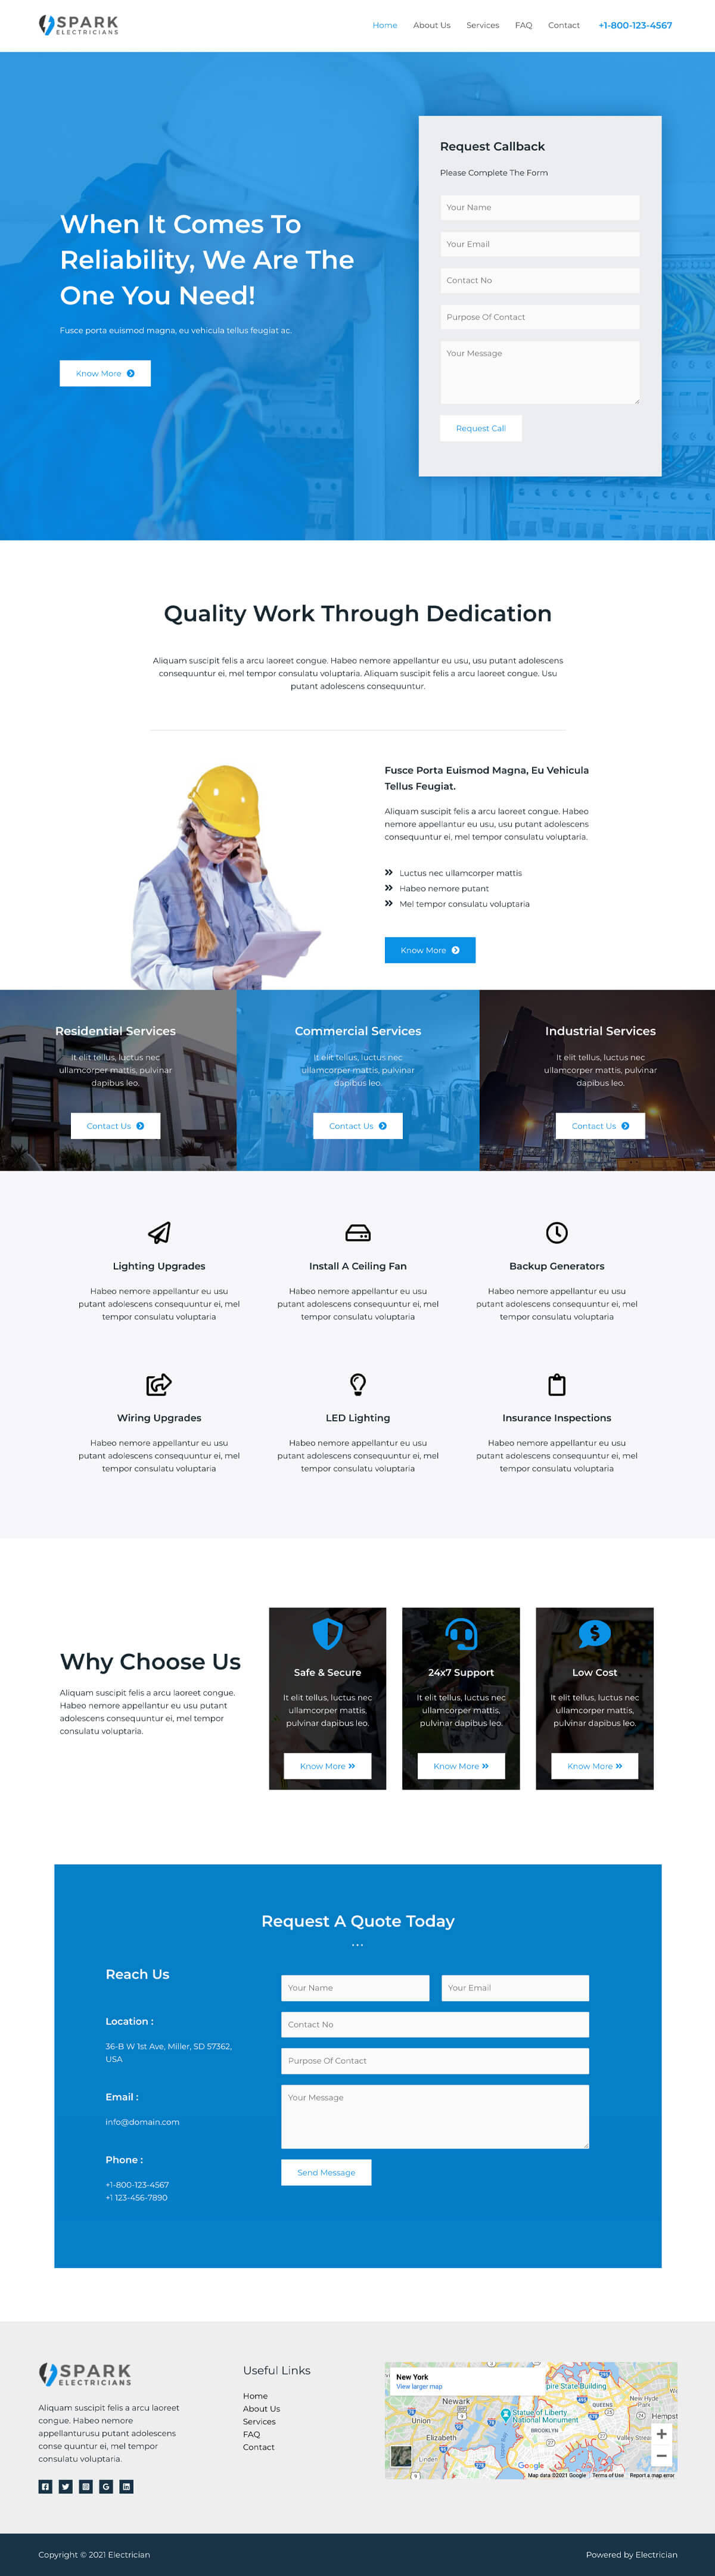 SPARK
ELECTRICIANS
Home About Us Services FAQ Contact +1-800-123-4567
When It Comes To
Reliability, We Are The
One You Need!
Fusce porta euismod magna, eu vehicula tellus feugiat ac.
Know More
Request Callback
Please Complete The Form
Your Name
Your Email
Contact No
Purpose Of Contact
Your Message
Request Call
Quality Work Through Dedication
Aliquam suscipit felis a arcu laoreet congue. Habeo nemore appellantur eu usu, usu putant adolescens
consequuntur ei, mel tempor consulatu voluptaria. Aliquam suscipit felis a arcu laoreet congue. Usu
putant adolescens consequuntur.
Fusce Porta Euismod Magna, Eu Vehicula
Tellus Feugiat.
Aliquam suscipit felis a arcu laoreet congue. Habeo
nemore appellantur eu usu, usu putant adolescens
consequuntur ei, mel tempor consulatu voluptaria.
Luctus nec ullamcorper mattis
Habeo nemore putant
Mel tempor consulatu voluptaria
Know More
Residential Services
It elit tellus, luctus nec
ullamcorper mattis, pulvinar
dapibus leo.
Contact Us
Commercial Services
It elit tellus, luctus nec
ullamcorper mattis, pulvinar
dapibus leo.
Contact Us
Industrial Services
It elit tellus, luctus nec
ullamcorper mattis, pulvinar
dapibus leo.
Contact Us
Lighting Upgrades
Habeo nemore appellantur eu usu
putant adolescens consequuntur ei, mel
tempor consulatu voluptaria
Install A Ceiling Fan
Habeo nemore appellantur eu usu
putant adolescens consequuntur ei, mel
tempor consulatu voluptaria
Backup Generators
Habeo nemore appellantur eu usu
putant adolescens consequuntur ei, mel
tempor consulatu voluptaria
Wiring Upgrades
Habeo nemore appellantur eu usu
putant adolescens consequuntur ei, mel
tempor consulatu voluptaria
LED Lighting
Habeo nemore appellantur eu usu
putant adolescens consequuntur ei, mel
tempor consulatu voluptaria
Insurance Inspections
Habeo nemore appellantur eu usu
putant adolescens consequuntur ei, mel
tempor consulatu voluptaria
Why Choose Us
Aliquam suscipit felis a arcu laoreet congue.
Habeo nemore appellantur eu usu putant
adolescens consequuntur ei, mel tempor
consulatu voluptaria.
Safe & Secure
It elit tellus, luctus nec
ullamcorper mattis,
pulvinar dapibus leo.
Know More
24x7 Support
It elit tellus, luctus nec
ullamcorper mattis,
pulvinar dapibus leo.
Know More
Low Cost
It elit tellus, luctus nec
ullamcorper mattis,
pulvinar dapibus leo.
Know More
Request A Quote Today
...
Reach Us
Location :
36-B W 1st Ave, Miller, SD 57362,
USA
Email :
info@domain.com
Phone :
+1-800-123-4567
+1 123-456-7890
Your Name
Your Email
Contact No
Purpose Of Contact
Your Message
Send Message
SPARK
ELECTRICIANS
Aliquam suscipit felis a arcu laoreet
congue. Habeo nemore
appellanturusu putant adolescens
conse quuntur ei, mel tempor
consulatu voluptaria.
Useful Links
Home
About Us
Services
FAQ
Contact
New York
View larger map
pire State Building
Newark
Statue of Liberty
National Monument
Elizabeth
BROOKLYN
QUEENS
New Hyde
Park
Hempst
Valley Stream
Union
Linden
Google
Map data ©2021 Google Terms of Use Report a map error
Copyright © 2021 Electrician
Powered by Electrician